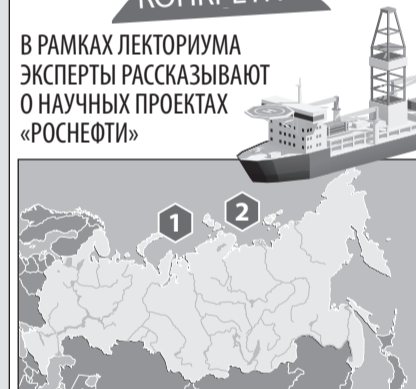 В РАМКАХ ЛЕКТОРИУМА
ЭКСПЕРТЫ РАССКАЗЫВАЮТ
О НАУЧНЫХ ПРОЕКТАХ
«РОСНЕФТИ»
1 2